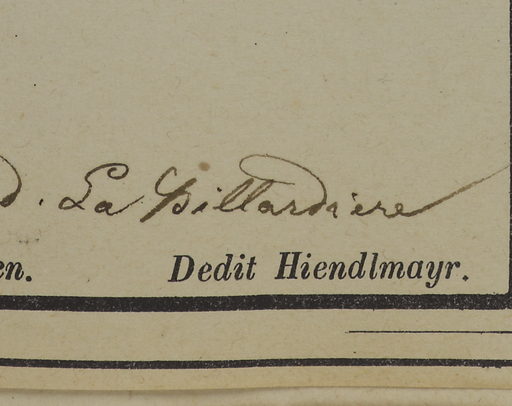 d. La Billardiere
en. Dedit Hiendlmayr.